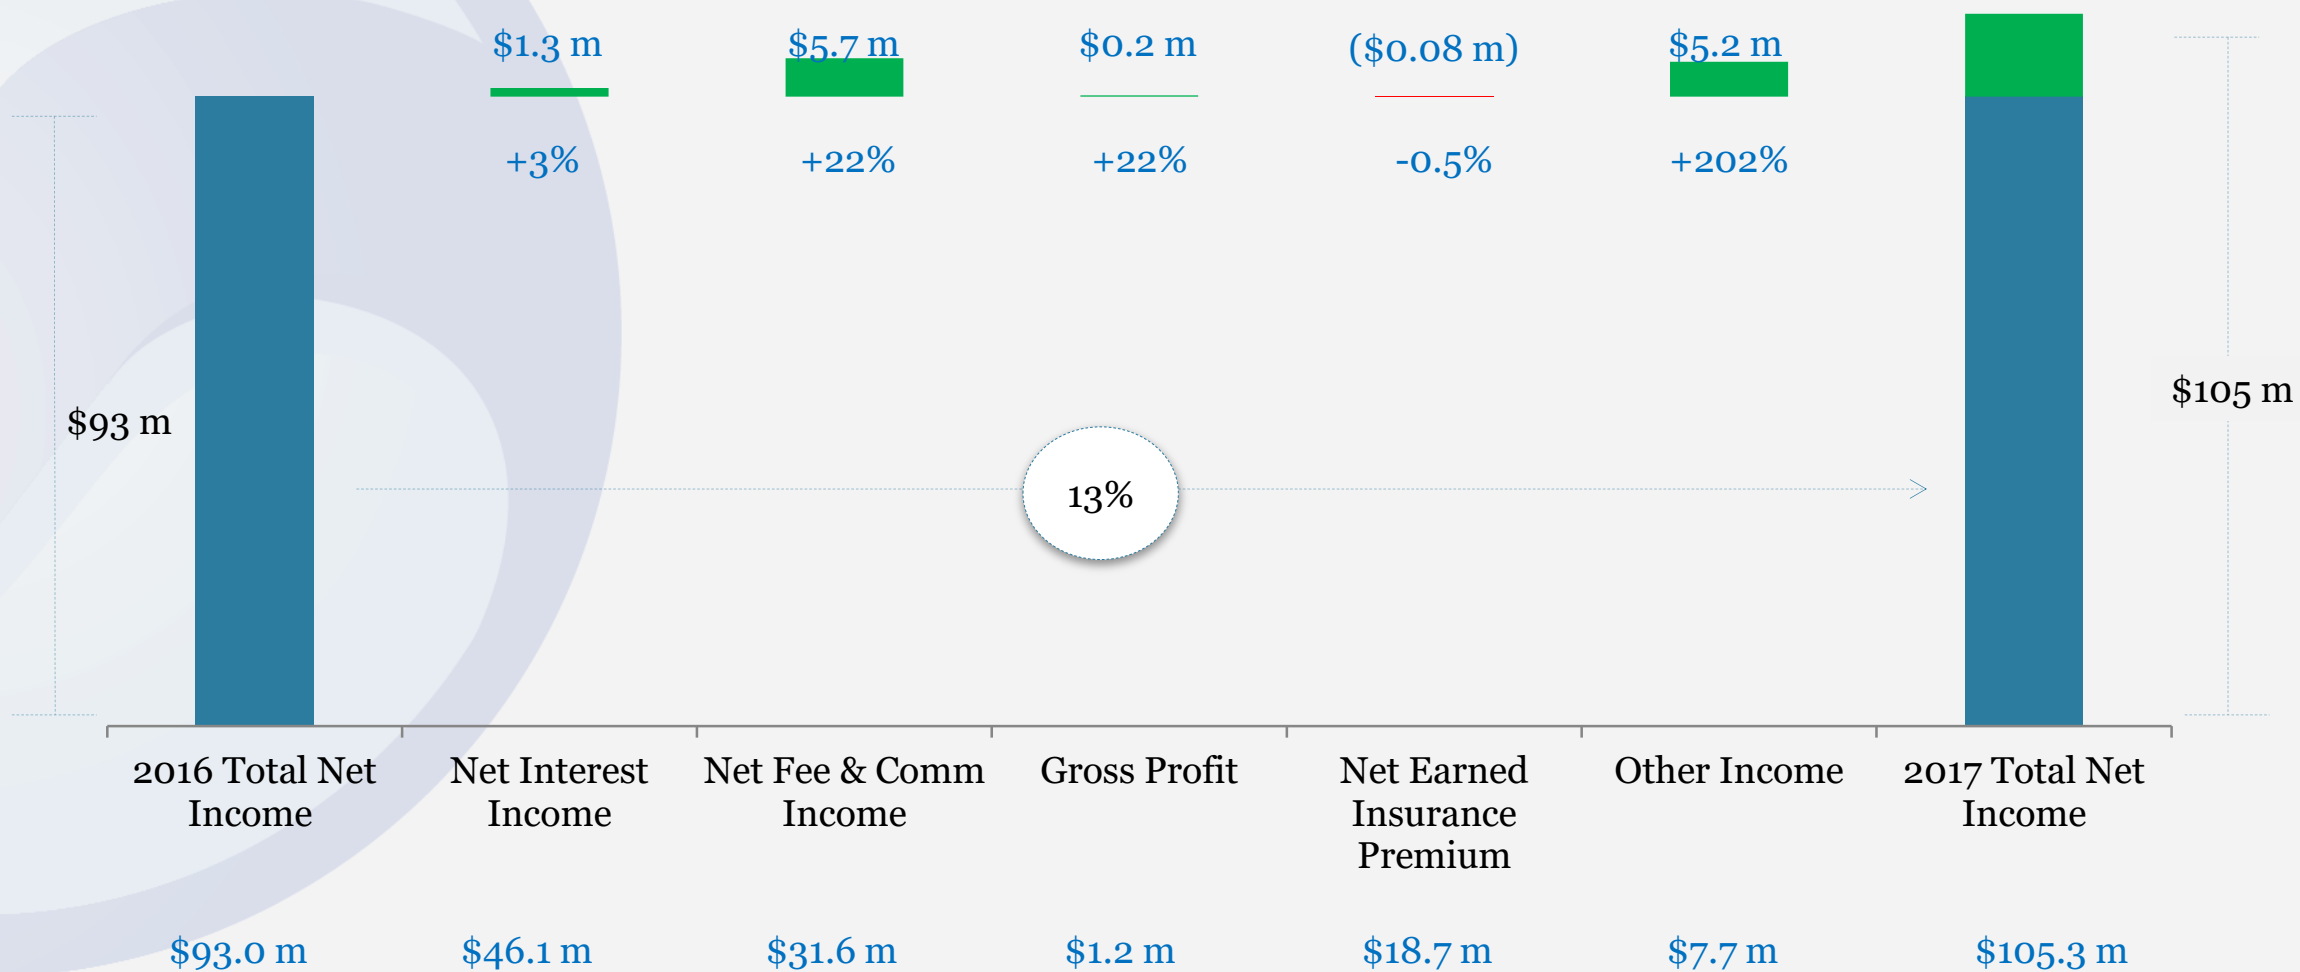 $1.3 m
$5.7 m
$0.2 m
($0.08 m)
$5.2 m
+3%
+22%
+22%
-0.5%
+202%
$93 m
$105 m
13%
2016 Total Net
Income
Net Interest
Income
Net Fee & Comm
Income
Gross Profit
Net Earned
Insurance
Premium
Other Income
2017 Total Net
Income
$93.0 m
$46.1 m
$31.6 m
$1.2 m
$18.7 m
$7.7 m
$105.3 m